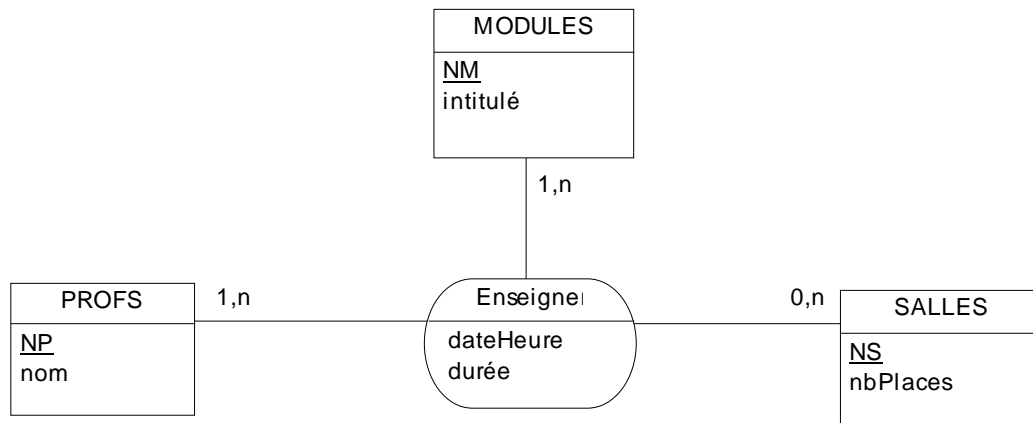 MODULES
NM
intitulé
1,n
PROFS
NP
nom
1,n
Enseigner
dateHeure
durée
0,n
SALLES
NS
nbPlaces